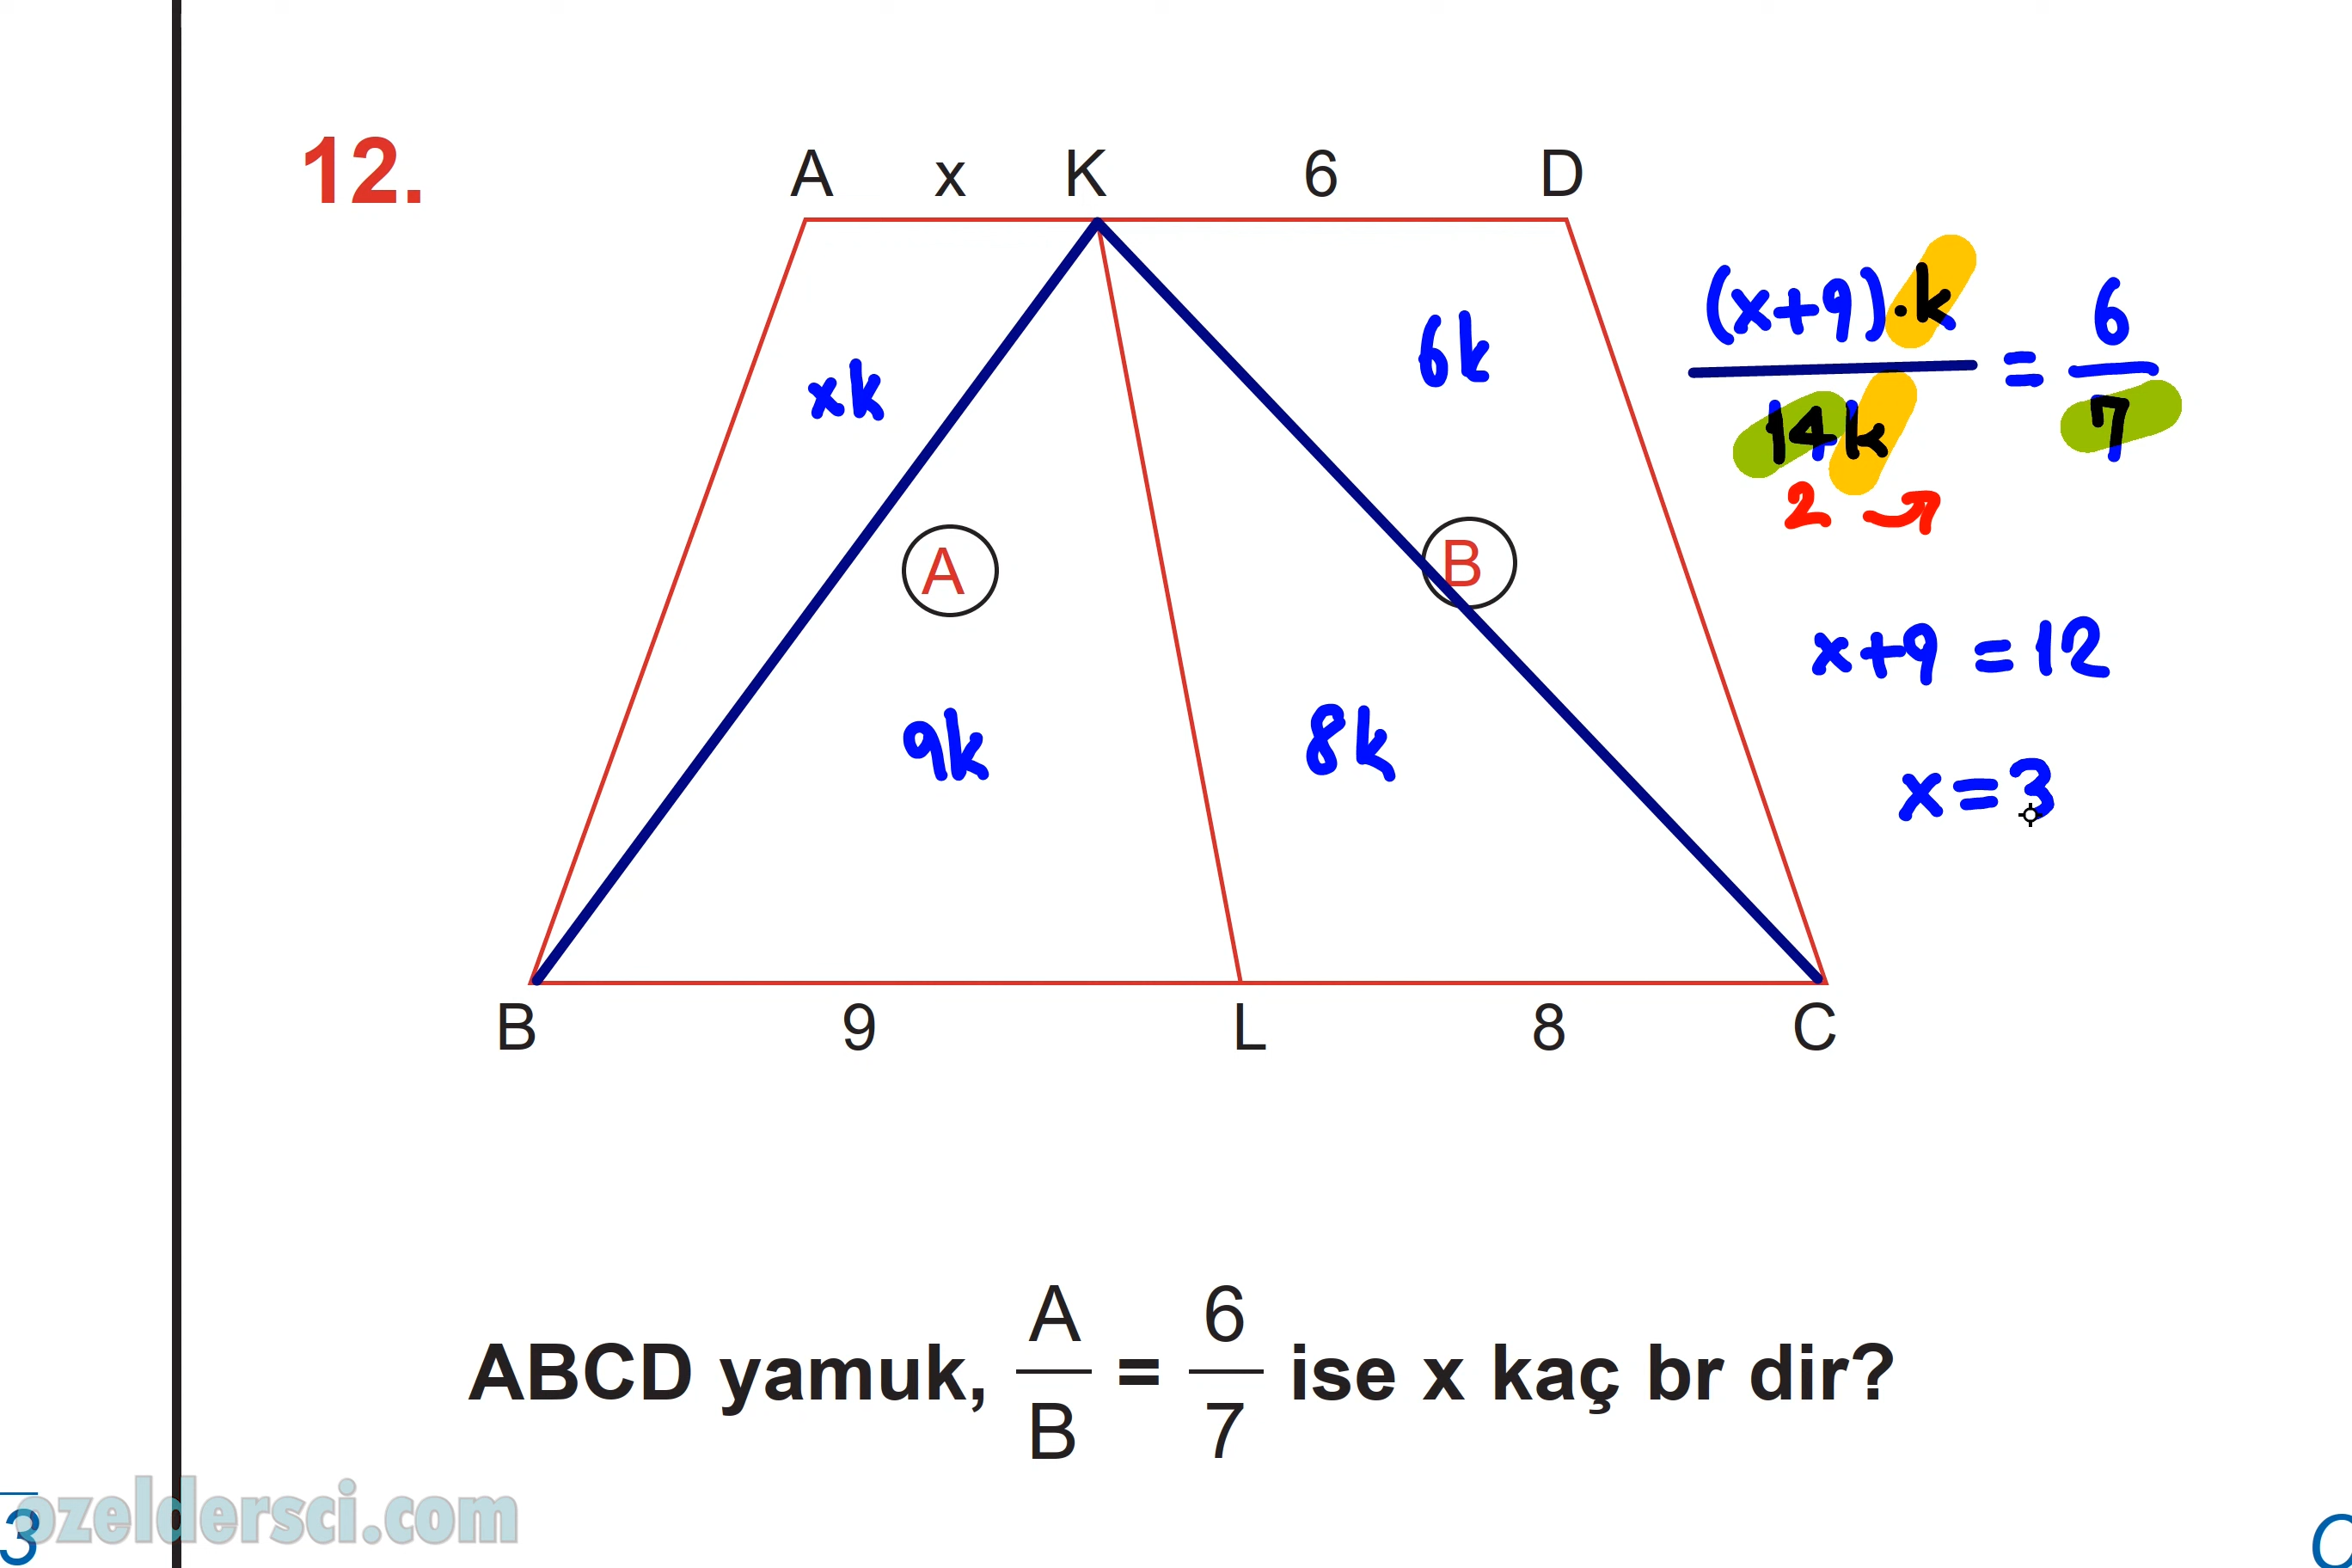 12.
A x K 6 D
(x+9).k = 6
14k 7
2
xk 6k
A B
x+9 = 12
9k 8k
x = 3
B 9 L 8 C
ABCD yamuk, A/B = 6/7 ise x kaç br dir?
ozeldersci.com
3